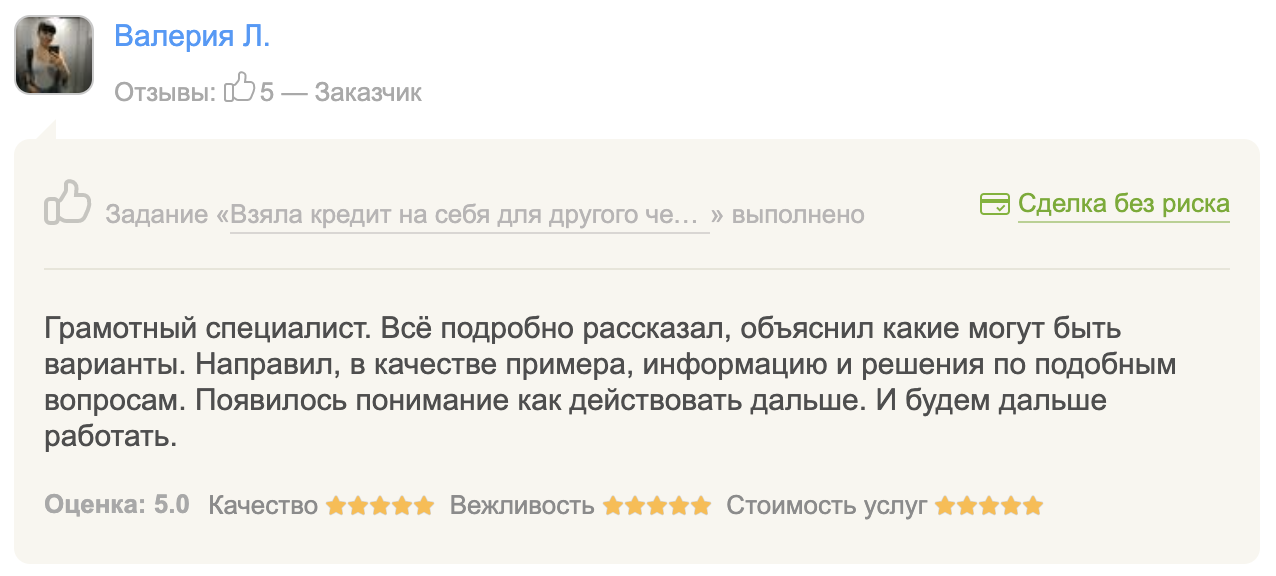 Валерия Л.
Отзывы: 5 — Заказчик
Задание «Взяла кредит на себя для другого че… » выполнено
Сделка без риска
Грамотный специалист. Всё подробно рассказал, объяснил какие могут быть
варианты. Направил, в качестве примера, информацию и решения по подобным
вопросам. Появилось понимание как действовать дальше. И будем дальше
работать.
Оценка: 5.0 Качество Вежливость Стоимость услуг